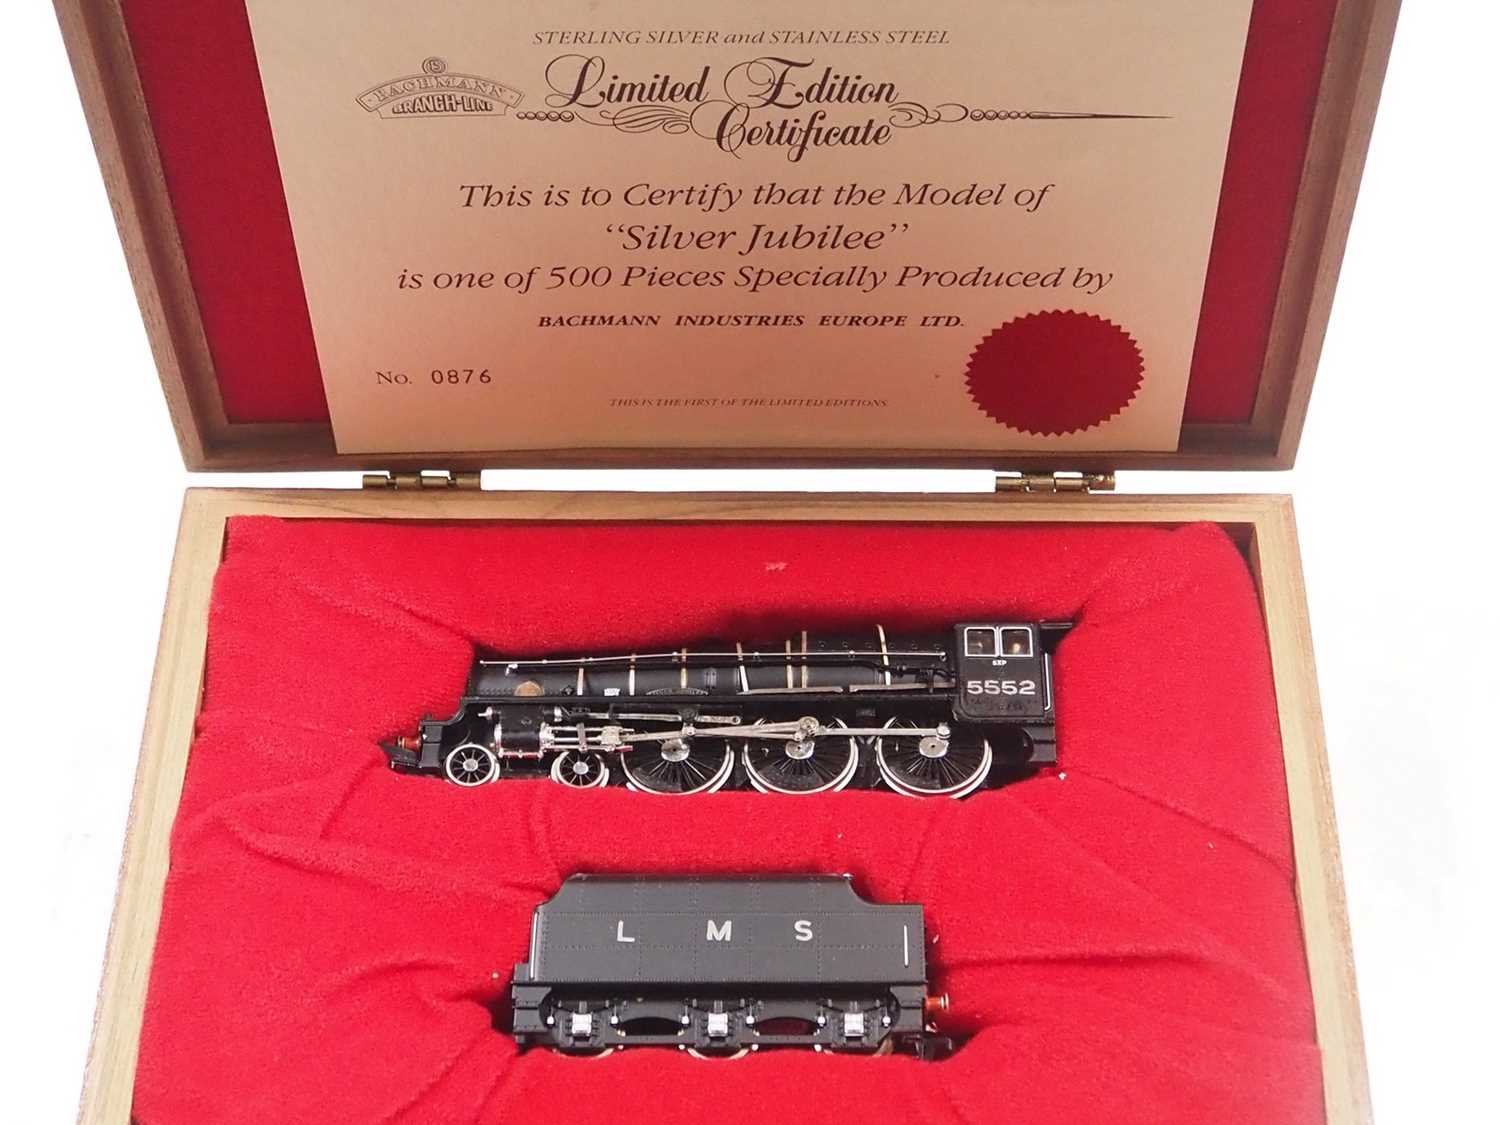 STERLING SILVER and STAINLESS STEEL
BACHMANN
BRANCH-LINE
Limited Edition
Certificate
This is to Certify that the Model of
“Silver Jubilee”
is one of 500 Pieces Specially Produced by
BACHMANN INDUSTRIES EUROPE LTD.
No. 0876
THIS IS THE FIRST OF THE LIMITED EDITIONS
5XP
5552
L M S